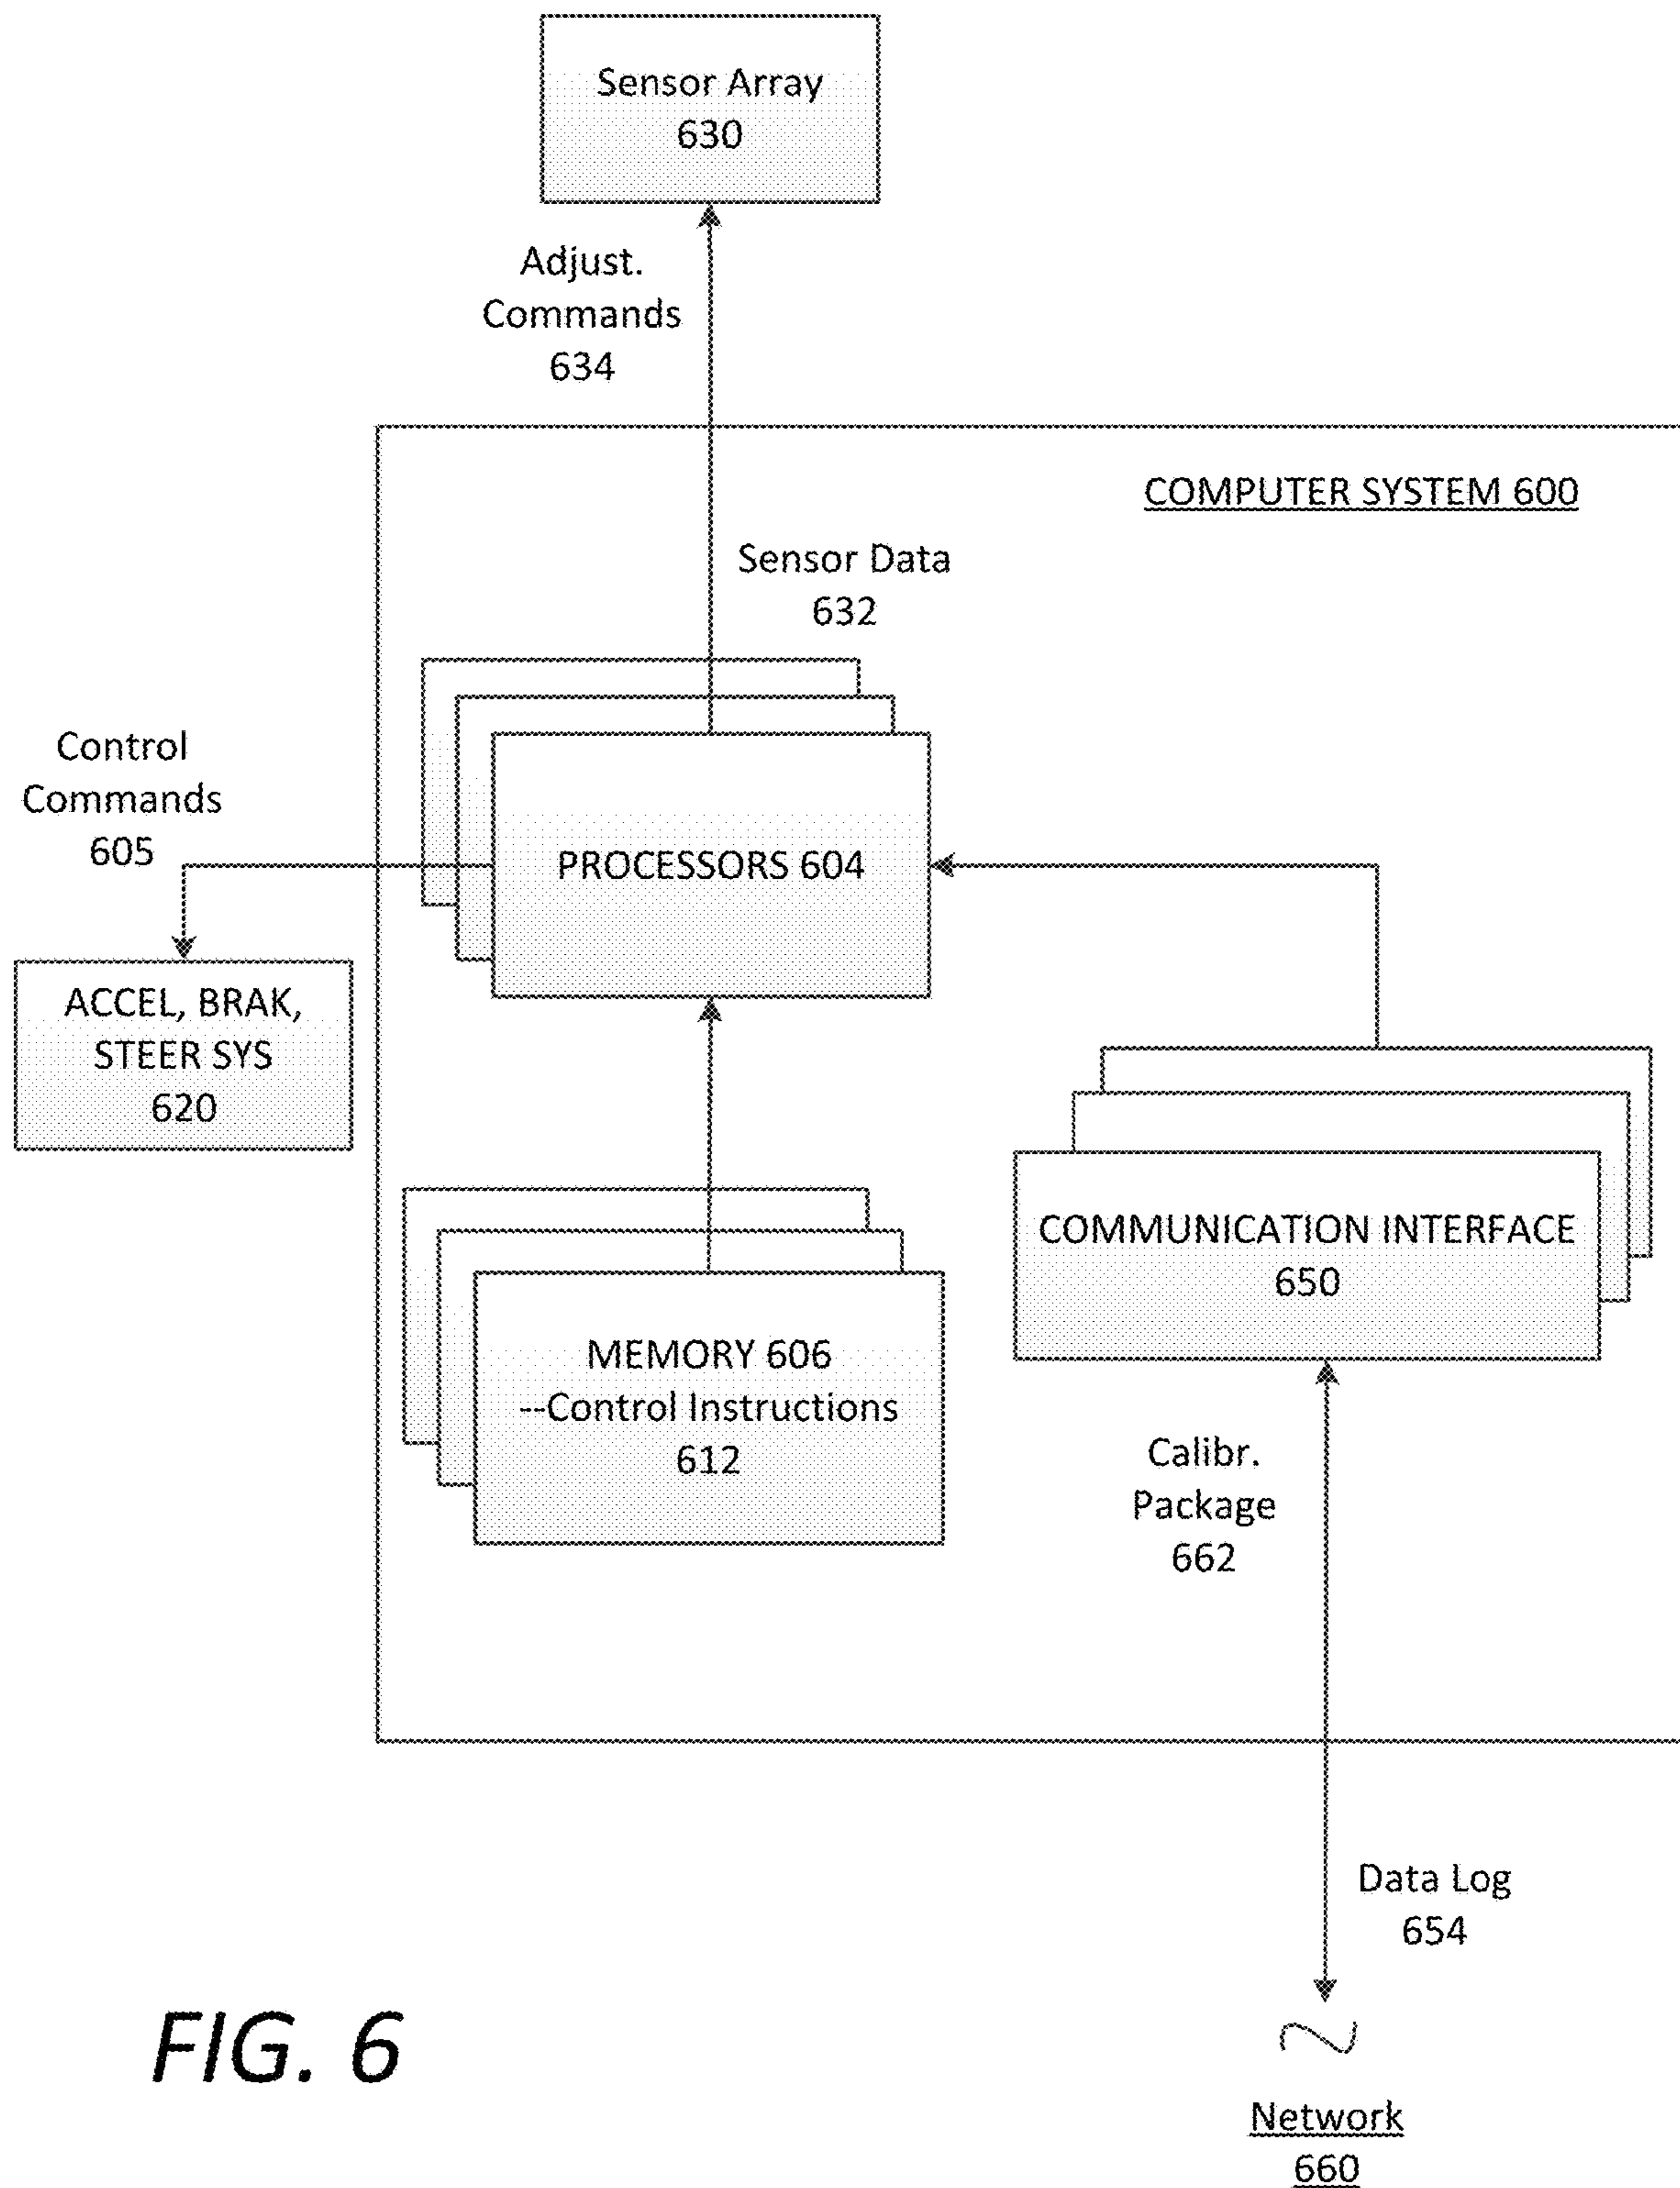 Sensor Array
630
Adjust.
Commands
634
COMPUTER SYSTEM 600
Sensor Data
632
Control
Commands
605
PROCESSORS 604
ACCEL, BRAK,
STEER SYS
620
COMMUNICATION INTERFACE
650
MEMORY 606
--Control Instructions
612
Calibr.
Package
662
Data Log
654
FIG. 6
Network
660